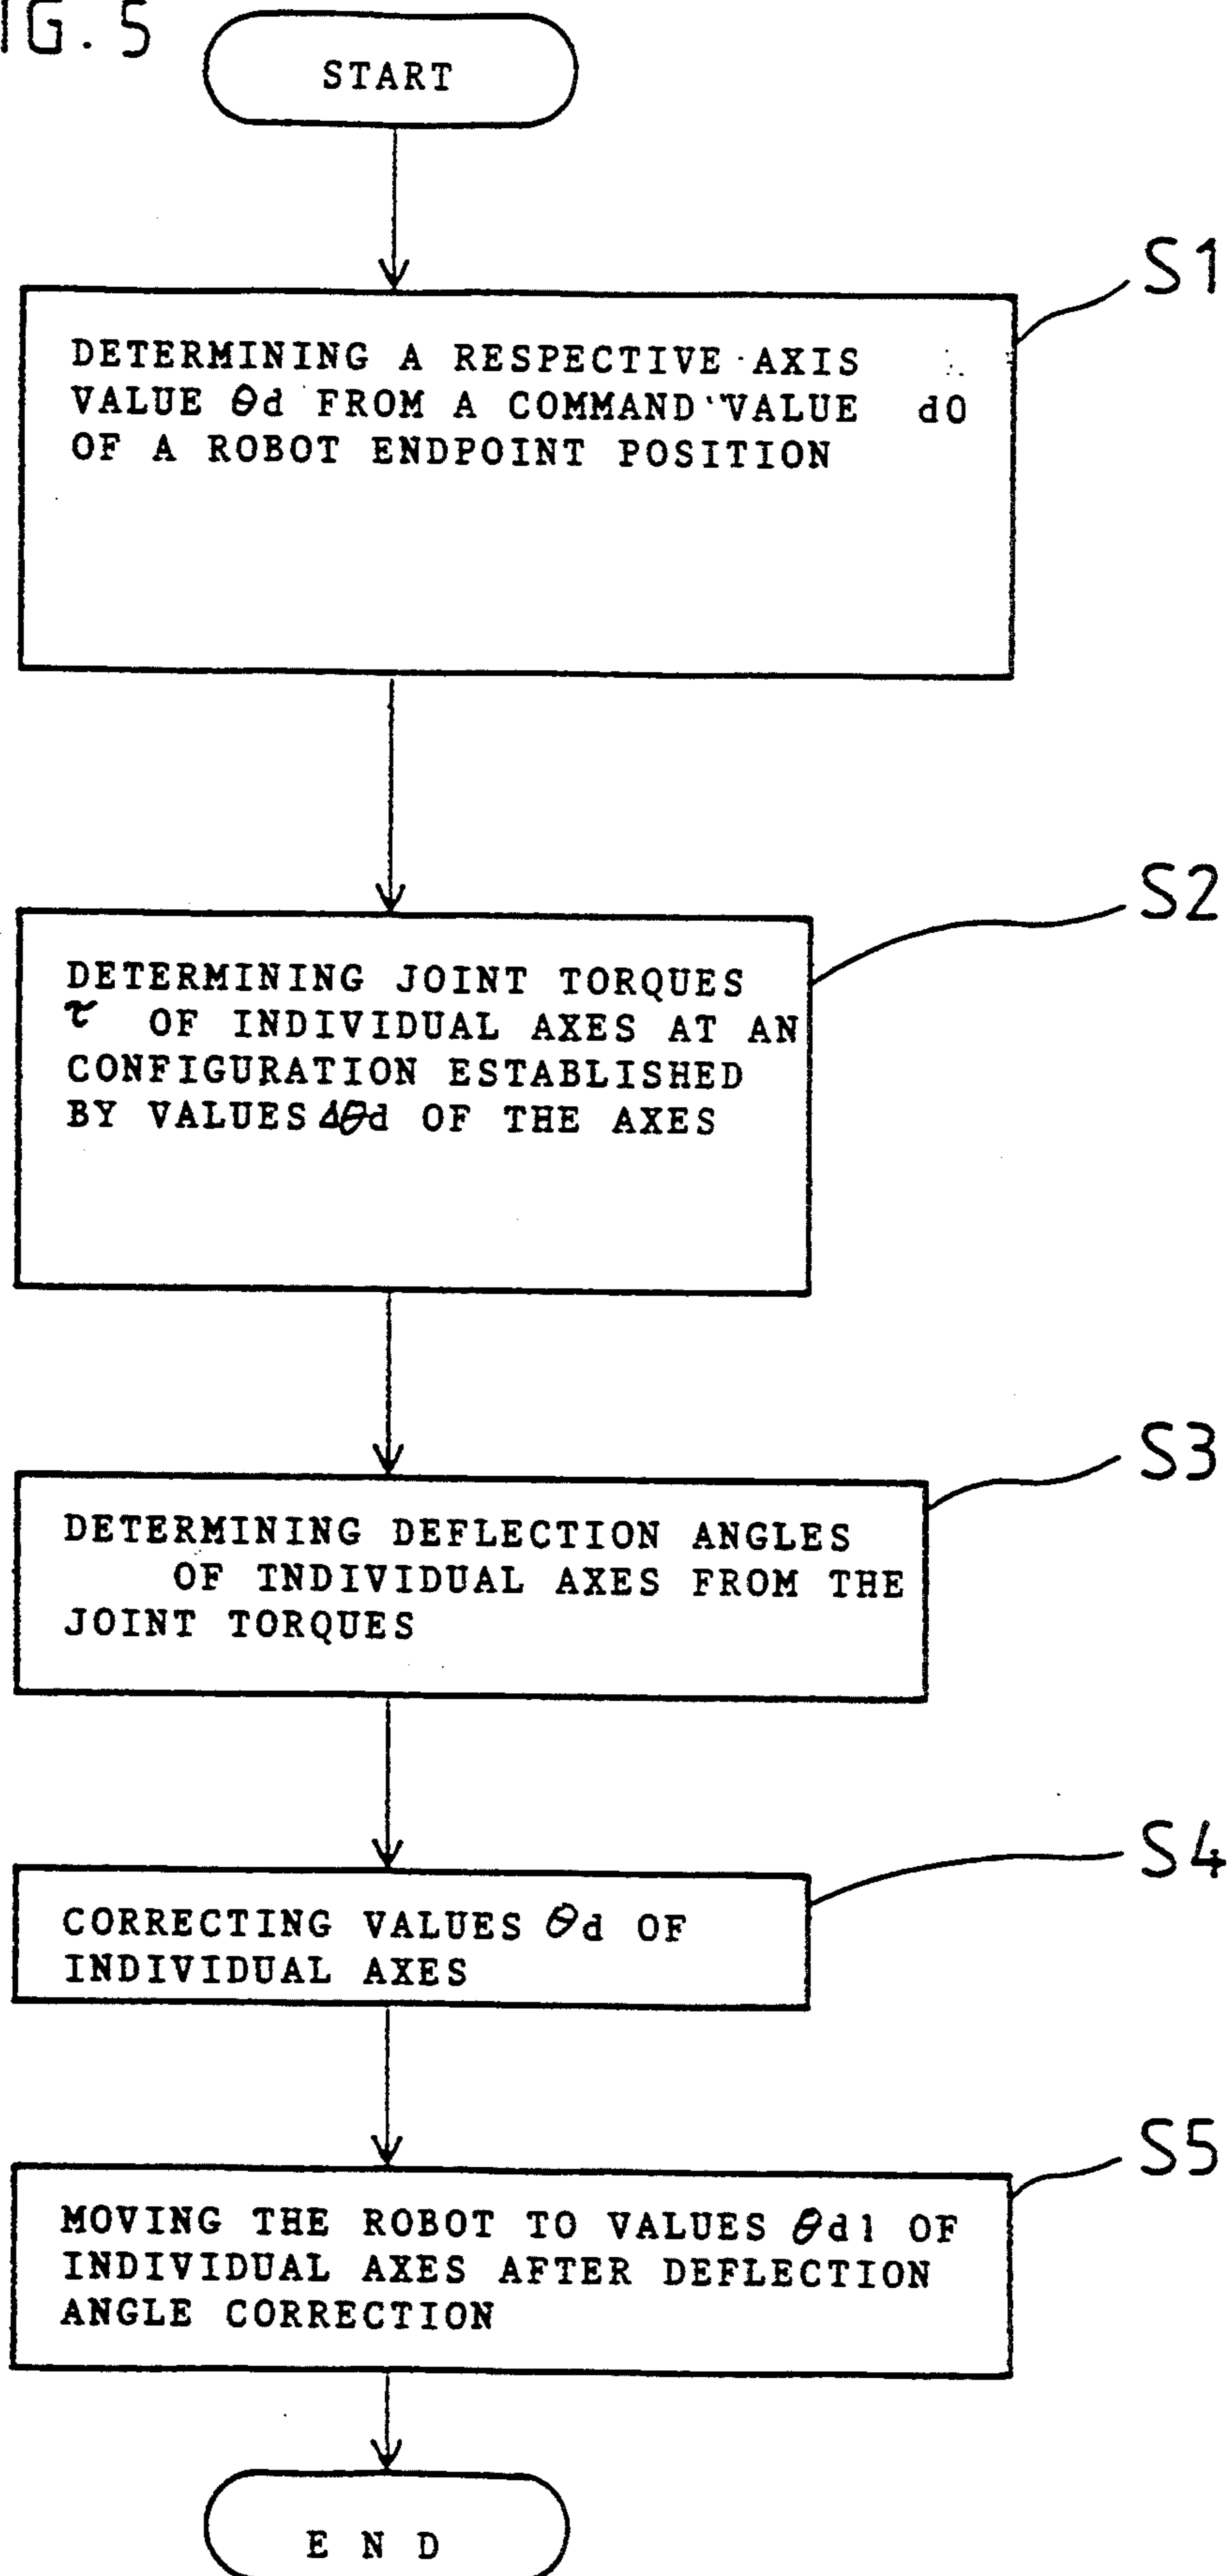 IG. 5
START
S1
DETERMINING A RESPECTIVE AXIS
VALUE θd FROM A COMMAND VALUE d0
OF A ROBOT ENDPOINT POSITION
S2
DETERMINING JOINT TORQUES
τ OF INDIVIDUAL AXES AT AN
CONFIGURATION ESTABLISHED
BY VALUES Δθd OF THE AXES
S3
DETERMINING DEFLECTION ANGLES
OF INDIVIDUAL AXES FROM THE
JOINT TORQUES
S4
CORRECTING VALUES θd OF
INDIVIDUAL AXES
S5
MOVING THE ROBOT TO VALUES θd1 OF
INDIVIDUAL AXES AFTER DEFLECTION
ANGLE CORRECTION
END